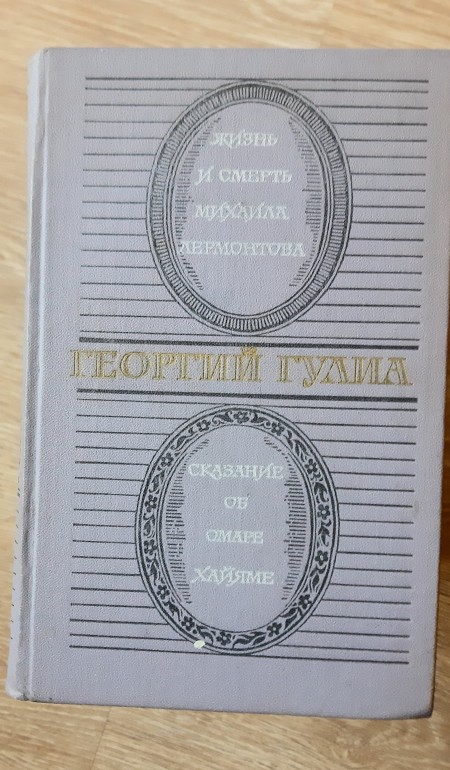 ЖИЗНЬ
И СМЕРТЬ
МИХАИЛА
ЛЕРМОНТОВА
ГЕОРГИЙ ГУЛИА
СКАЗАНИЕ
ОБ
ОМАРЕ
ХАЙЯМЕ